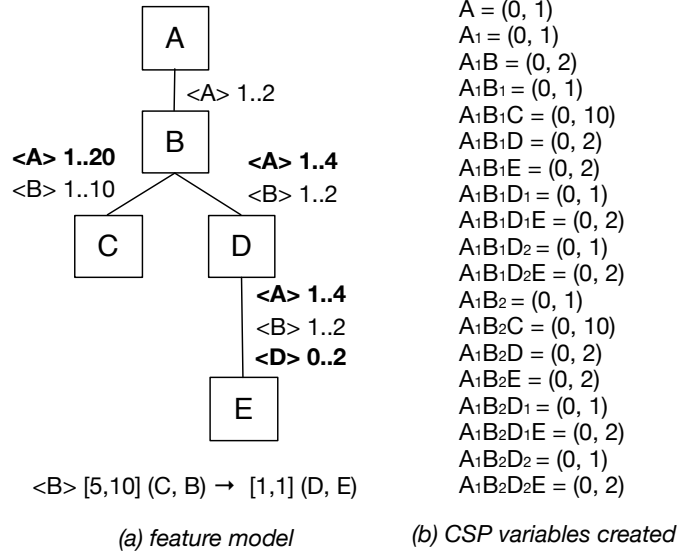 A
<A> 1..2
B
<A> 1..20
<B> 1..10
<A> 1..4
<B> 1..2
C
D
<A> 1..4
<B> 1..2
<D> 0..2
E
<B> [5,10] (C, B) → [1,1] (D, E)
(a) feature model
A = (0, 1)
A₁ = (0, 1)
A₁B = (0, 2)
A₁B₁ = (0, 1)
A₁B₁C = (0, 10)
A₁B₁D = (0, 2)
A₁B₁E = (0, 2)
A₁B₁D₁ = (0, 1)
A₁B₁D₁E = (0, 2)
A₁B₁D₂ = (0, 1)
A₁B₁D₂E = (0, 2)
A₁B₂ = (0, 1)
A₁B₂C = (0, 10)
A₁B₂D = (0, 2)
A₁B₂E = (0, 2)
A₁B₂D₁ = (0, 1)
A₁B₂D₁E = (0, 2)
A₁B₂D₂ = (0, 1)
A₁B₂D₂E = (0, 2)
(b) CSP variables created